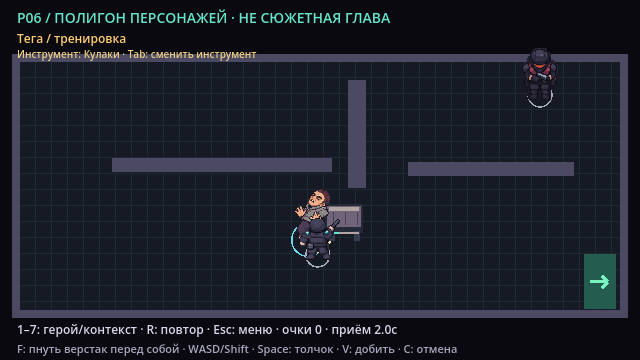 P06 / ПОЛИГОН ПЕРСОНАЖЕЙ · НЕ СЮЖЕТНАЯ ГЛАВА
Тега / тренировка
Инструмент: Кулаки · Tab: сменить инструмент
1–7: герой/контекст · R: повтор · Esc: меню · очки 0 · приём 2.0с
F: пнуть верстак перед собой · WASD/Shift · Space: толчок · V: добить · C: отмена